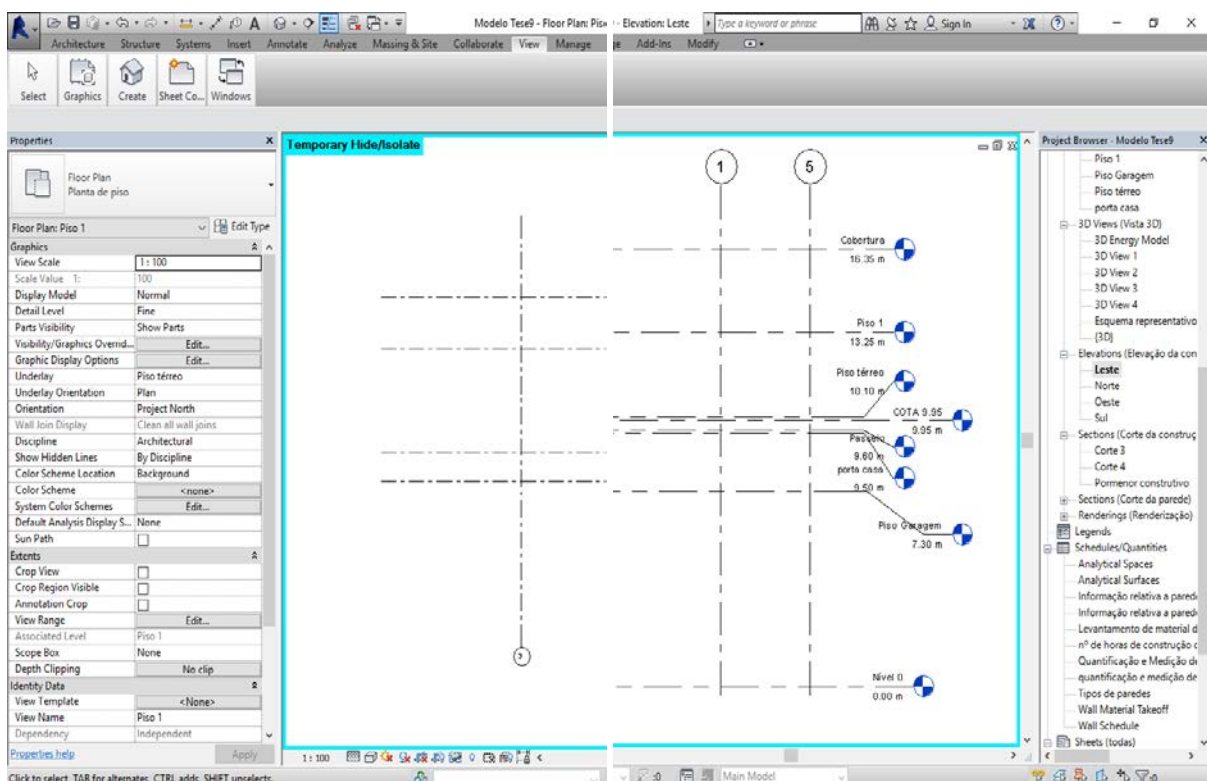 Modelo Tese9 - Floor Plan: Piso
- Elevation: Leste
Type a keyword or phrase
Sign In
Architecture Structure Systems Insert Annotate Analyze Massing & Site Collaborate View Manage
Add-Ins Modify
Select Graphics Create Sheet Co... Windows
Properties
Floor Plan
Planta de piso
Floor Plan: Piso 1 Edit Type
Graphics
View Scale 1 : 100
Scale Value 1: 100
Display Model Normal
Detail Level Fine
Parts Visibility Show Parts
Visibility/Graphics Overrid... Edit...
Graphic Display Options Edit...
Underlay Piso térreo
Underlay Orientation Plan
Orientation Project North
Wall Join Display Clean all wall joins
Discipline Architectural
Show Hidden Lines By Discipline
Color Scheme Location Background
Color Scheme <none>
System Color Schemes Edit...
Default Analysis Display S... None
Sun Path
Extents
Crop View
Crop Region Visible
Annotation Crop
View Range Edit...
Associated Level Piso 1
Scope Box None
Depth Clipping No clip
Identity Data
View Template <None>
View Name Piso 1
Dependency Independent
Properties help Apply
Click to select, TAB for alternates, CTRL adds, SHIFT unselects.
Temporary Hide/Isolate
1 : 100
1
5
Cobertura
16.35 m
Piso 1
13.25 m
Piso térreo
10.10 m
COTA 9.95
9.95 m
Passeio
9.60 m
porta casa
9.50 m
Piso Garagem
7.30 m
Nível 0
0.00 m
:0
Main Model
Project Browser - Modelo Tese9
Piso 1
Piso Garagem
Piso térreo
porta casa
3D Views (Vista 3D)
3D Energy Model
3D View 1
3D View 2
3D View 3
3D View 4
Esquema representativo
{3D}
Elevations (Elevação da con
Leste
Norte
Oeste
Sul
Sections (Corte da construç
Corte 3
Corte 4
Pormenor construtivo
Sections (Corte da parede)
Renderings (Renderização)
Legends
Schedules/Quantities
Analytical Spaces
Analytical Surfaces
Informação relativa a parede
Informação relativa a parede
Levantamento de material d
nº de horas de construção c
Quantificação e Medição de
quantificação e medição de
Tipos de paredes
Wall Material Takeoff
Wall Schedule
Sheets (todas)